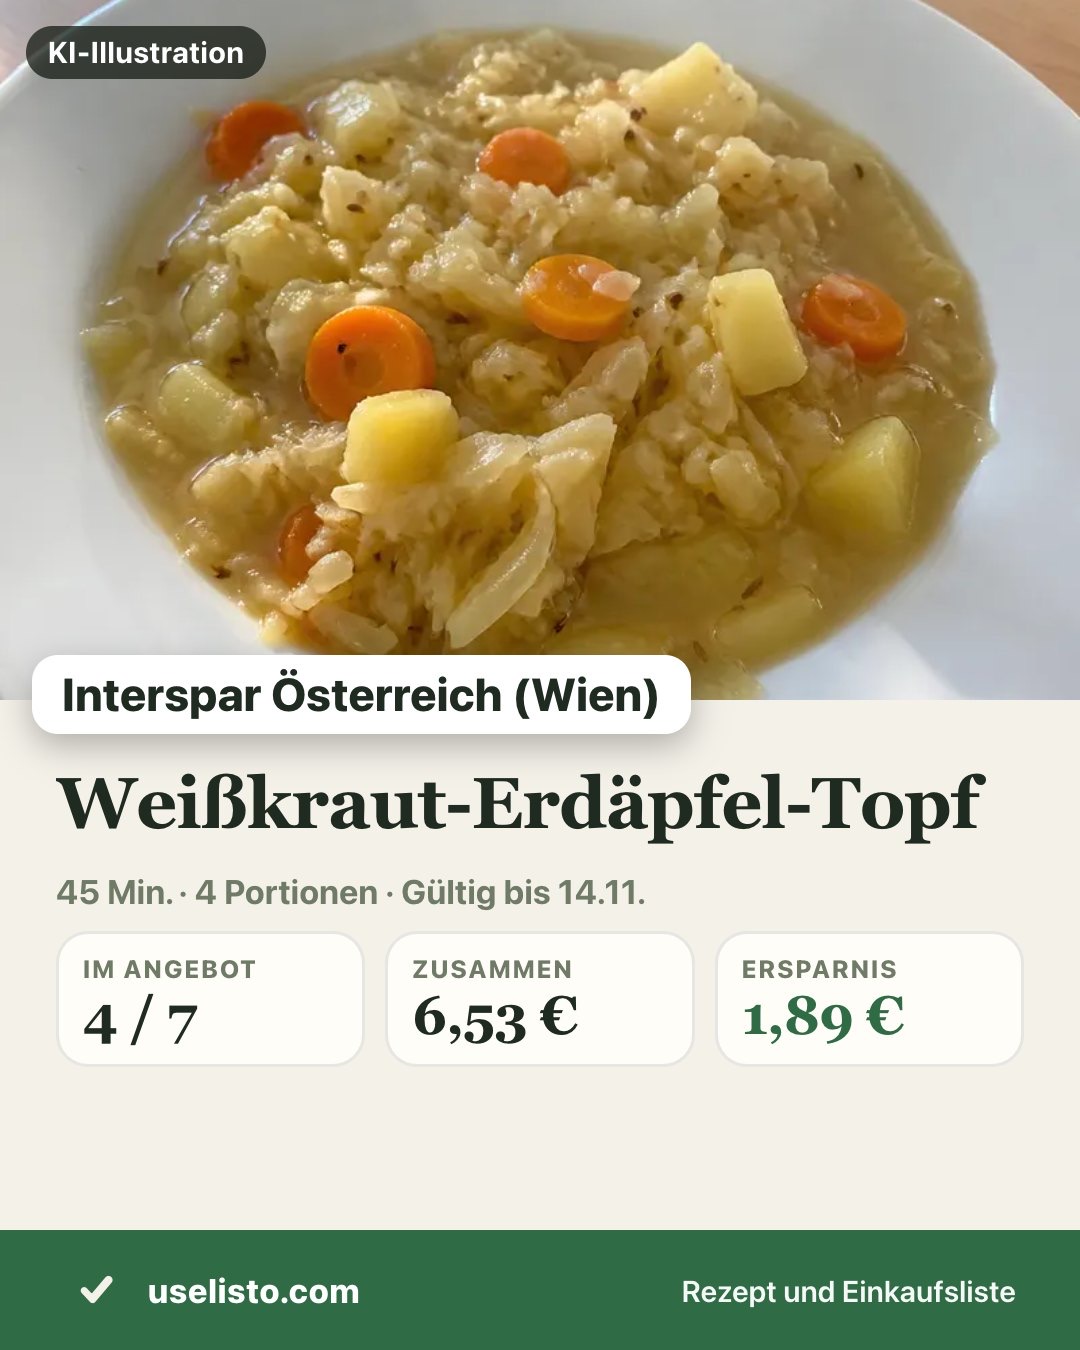 KI-Illustration
Interspar Österreich (Wien)
Weißkraut-Erdäpfel-Topf
45 Min. · 4 Portionen · Gültig bis 14.11.
IM ANGEBOT
4 / 7
ZUSAMMEN
6,53 €
ERSPARNIS
1,89 €
uselisto.com
Rezept und Einkaufsliste